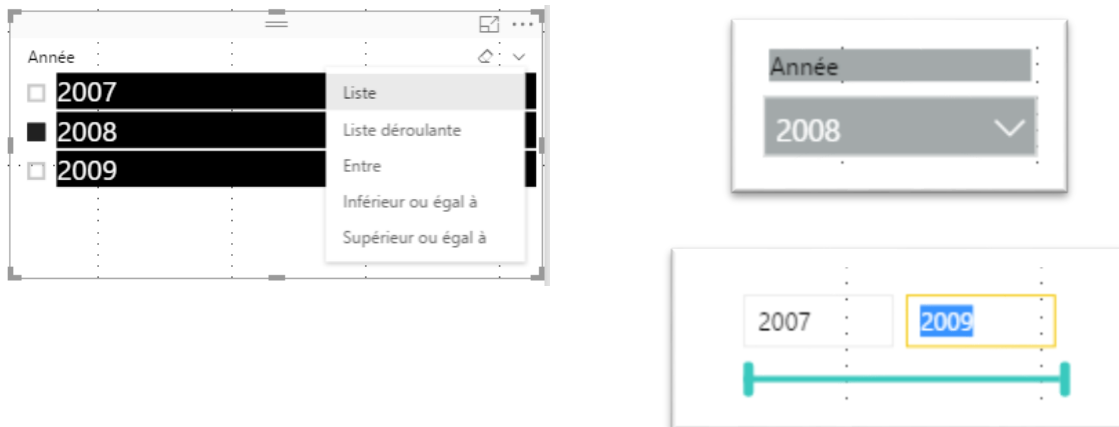 Année
2007
2008
2009
Liste
Liste déroulante
Entre
Inférieur ou égal à
Supérieur ou égal à
Année
2008
2007
2009